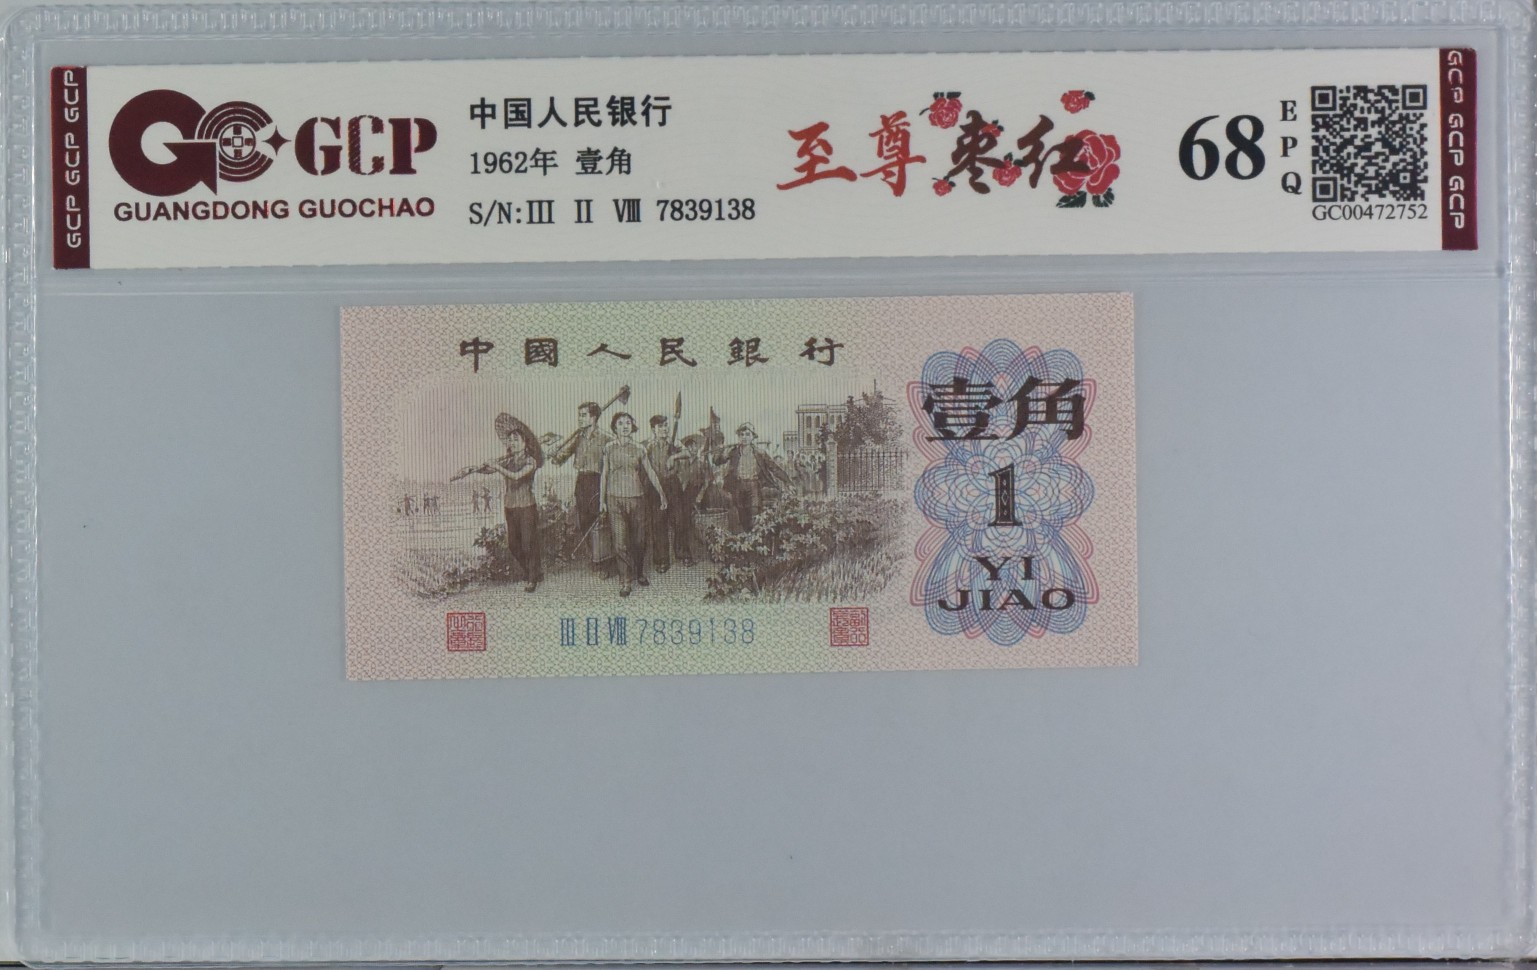 GCP GCP GCP
GCP
GUANGDONG GUOCHAO
中国人民银行
1962年 壹角
S/N:Ⅲ Ⅱ Ⅷ 7839138
至尊枣红
68
EPQ
GC00472752
GCP GCP GCP
中國人民銀行
壹角
1
YI
JIAO
Ⅲ Ⅱ Ⅷ 7839138